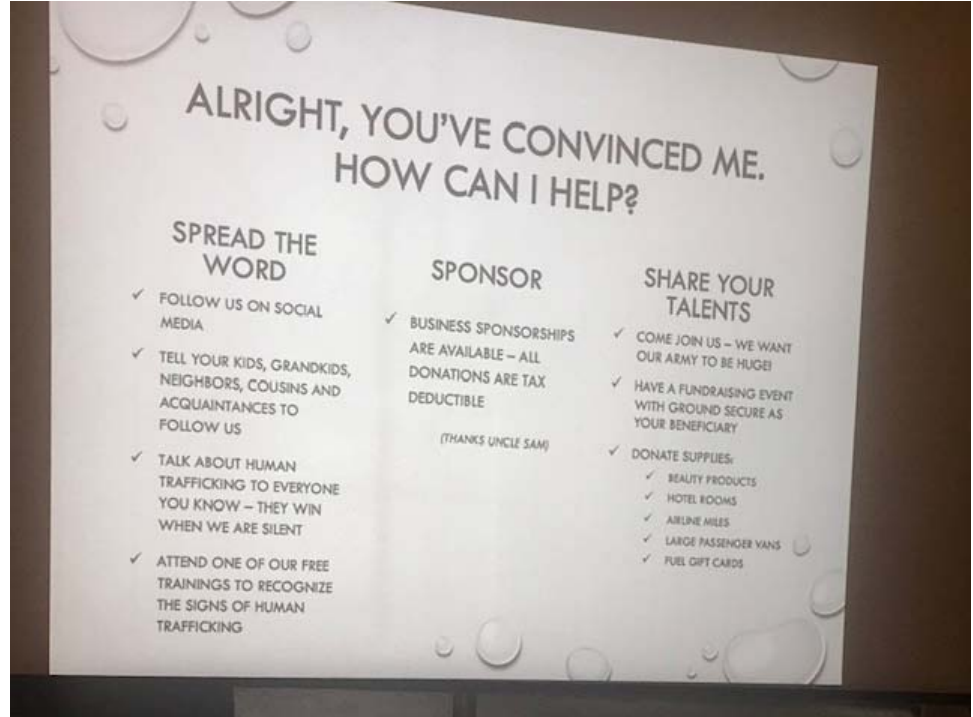 ALRIGHT, YOU'VE CONVINCED ME.
HOW CAN I HELP?
SPREAD THE
WORD
✓ FOLLOW US ON SOCIAL
MEDIA
✓ TELL YOUR KIDS, GRANDKIDS,
NEIGHBORS, COUSINS AND
ACQUAINTANCES TO
FOLLOW US
✓ TALK ABOUT HUMAN
TRAFFICKING TO EVERYONE
YOU KNOW – THEY WIN
WHEN WE ARE SILENT
✓ ATTEND ONE OF OUR FREE
TRAININGS TO RECOGNIZE
THE SIGNS OF HUMAN
TRAFFICKING
SPONSOR
✓ BUSINESS SPONSORSHIPS
ARE AVAILABLE – ALL
DONATIONS ARE TAX
DEDUCTIBLE
(THANKS UNCLE SAM)
SHARE YOUR
TALENTS
✓ COME JOIN US – WE WANT
OUR ARMY TO BE HUGE!
✓ HAVE A FUNDRAISING EVENT
WITH GROUND SECURE AS
YOUR BENEFICIARY
✓ DONATE SUPPLIES:
✓ BEAUTY PRODUCTS
✓ HOTEL ROOMS
✓ AIRLINE MILES
✓ LARGE PASSENGER VANS
✓ FUEL GIFT CARDS